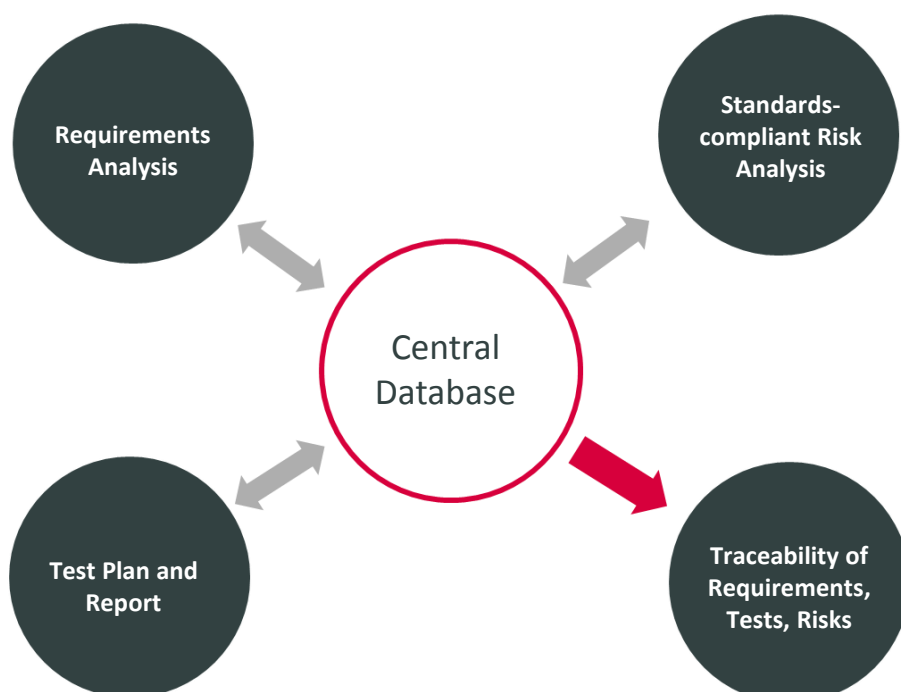 Requirements
Analysis
Standards-
compliant Risk
Analysis
Central
Database
Test Plan and
Report
Traceability of
Requirements,
Tests, Risks